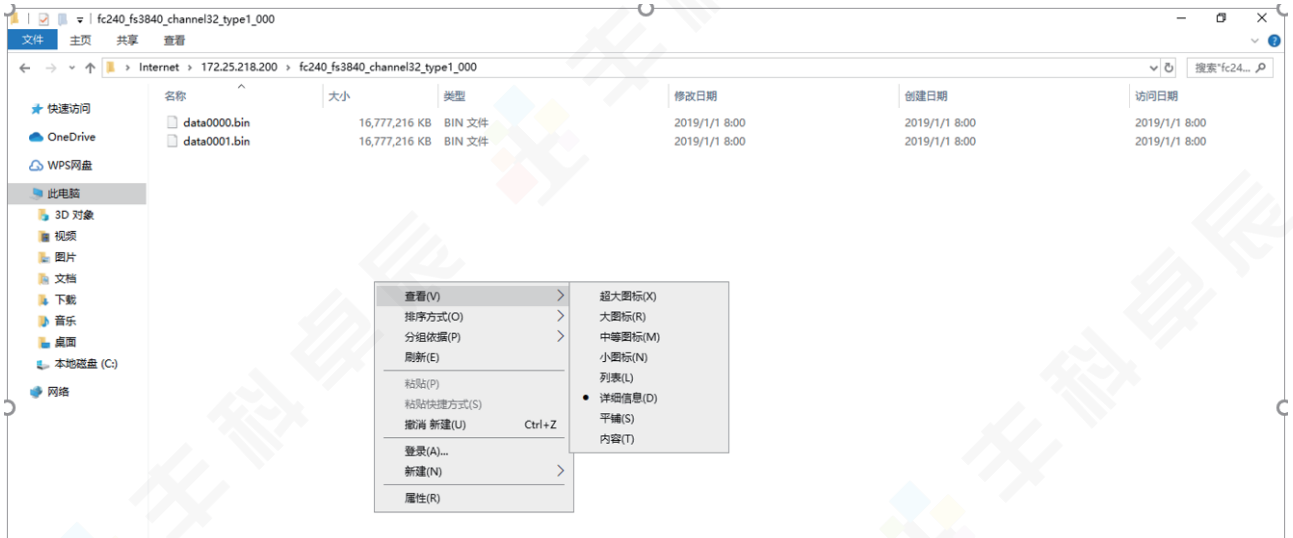 fc240_fs3840_channel32_type1_000
文件 主页 共享 查看
Internet 172.25.218.200 fc240_fs3840_channel32_type1_000 搜索"fc24...
名称 大小 类型 修改日期 创建日期 访问日期
data0000.bin 16,777,216 KB BIN 文件 2019/1/1 8:00 2019/1/1 8:00 2019/1/1 8:00
data0001.bin 16,777,216 KB BIN 文件 2019/1/1 8:00 2019/1/1 8:00 2019/1/1 8:00
快速访问
OneDrive
WPS网盘
此电脑
3D 对象
视频
图片
文档
下载
音乐
桌面
本地磁盘 (C:)
网络
查看(V)
排序方式(O)
分组依据(P)
刷新(E)
粘贴(P)
粘贴快捷方式(S)
撤消 新建(U) Ctrl+Z
登录(A)...
新建(N)
属性(R)
超大图标(X)
大图标(R)
中等图标(M)
小图标(N)
列表(L)
详细信息(D)
平铺(S)
内容(T)
丰科卓辰